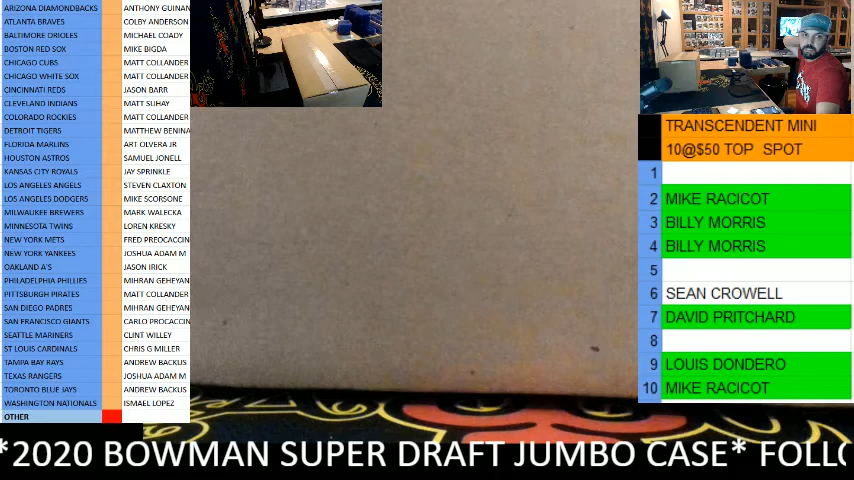 ARIZONA DIAMONDBACKS ANTHONY GUINAN
ATLANTA BRAVES COLBY ANDERSON
BALTIMORE ORIOLES MICHAEL COADY
BOSTON RED SOX MIKE BIGDA
CHICAGO CUBS MATT COLLANDER
CHICAGO WHITE SOX MATT COLLANDER
CINCINATI REDS JASON BARR
CLEVELAND INDIANS MATT SUHAY
COLORADO ROCKIES MATT COLLANDER
DETROIT TIGERS MATTHEW BENINA
FLORIDA MARLINS ART OLVERA JR
HOUSTON ASTROS SAMUEL JONELL
KANSAS CITY ROYALS JAY SPRINKLE
LOS ANGELES ANGELS STEVEN CLAXTON
LOS ANGELES DODGERS MIKE SCORSONE
MILWAUKEE BREWERS MARK WALECKA
MINNESOTA TWINS LOREN KRESKY
NEW YORK METS FRED PREOCACCIN
NEW YORK YANKEES JOSHUA ADAM M
OAKLAND A'S JASON IRICK
PHILADELPHIA PHILLIES MIHRAN GEHEYAN
PITTSBURGH PIRATES MATT COLLANDER
SAN DIEGO PADRES MIHRAN GEHEYAN
SAN FRANCISCO GIANTS CARLO PROCACCIN
SEATTLE MARINERS CLINT WILLEY
ST LOUIS CARDINALS CHRIS G MILLER
TAMPA BAY RAYS ANDREW BACKUS
TEXAS RANGERS JOSHUA ADAM M
TORONTO BLUE JAYS ANDREW BACKUS
WASHINGTON NATIONALS ISMAEL LOPEZ
OTHER
TRANSCENDENT MINI
10@$50 TOP SPOT
1
2 MIKE RACICOT
3 BILLY MORRIS
4 BILLY MORRIS
5
6 SEAN CROWELL
7 DAVID PRITCHARD
8
9 LOUIS DONDERO
10 MIKE RACICOT
*2020 BOWMAN SUPER DRAFT JUMBO CASE* FOLLO